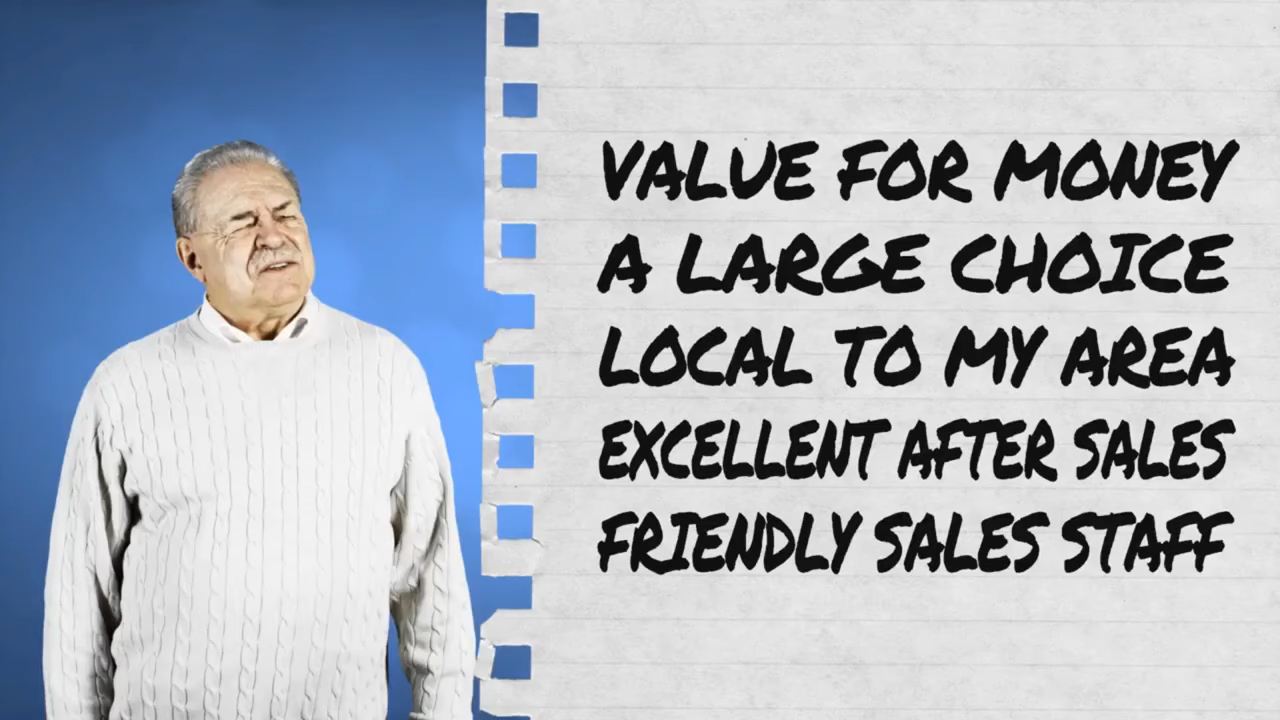 VALUE FOR MONEY
A LARGE CHOICE
LOCAL TO MY AREA
EXCELLENT AFTER SALES
FRIENDLY SALES STAFF